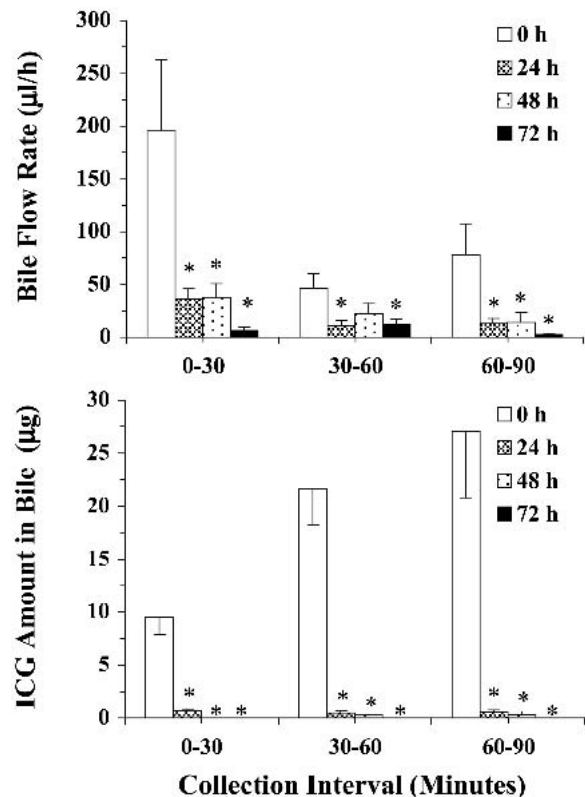 300
250
200
150
100
50
0
Bile Flow Rate (µl/h)
0 h
24 h
48 h
72 h
* * *
* *
* * *
0-30 30-60 60-90
30
25
20
15
10
5
0
ICG Amount in Bile (µg)
0 h
24 h
48 h
72 h
* * *
* * *
* * *
0-30 30-60 60-90
Collection Interval (Minutes)